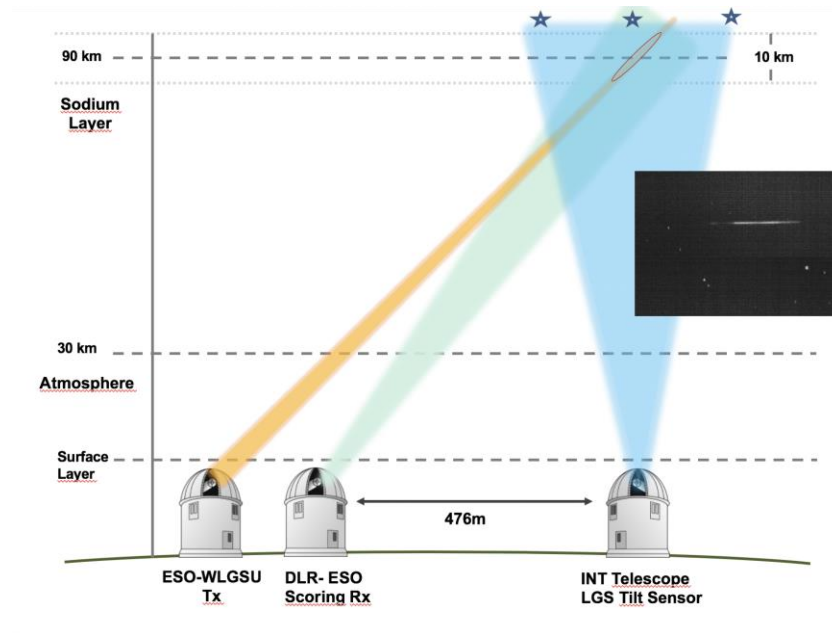 90 km
10 km
Sodium
Layer
30 km
Atmosphere
Surface
Layer
476m
ESO-WLGSU
Tx
DLR- ESO
Scoring Rx
INT Telescope
LGS Tilt Sensor